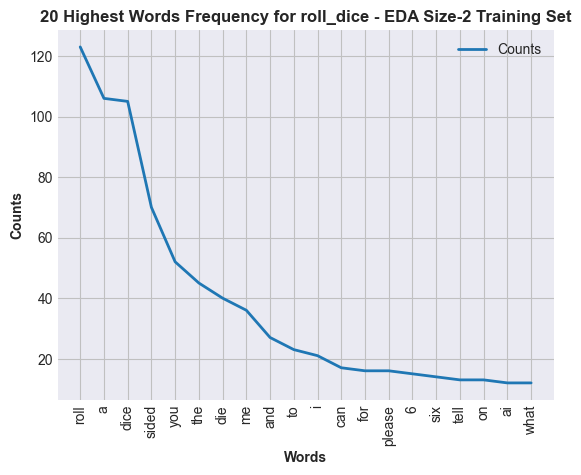 20 Highest Words Frequency for roll_dice - EDA Size-2 Training Set
Counts
120
100
80
60
40
20
Counts
roll
a
dice
sided
you
the
die
me
and
to
i
can
for
please
6
six
tell
on
ai
what
Words